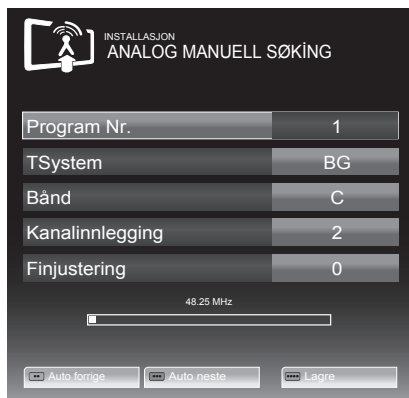 INSTALLASJON
ANALOG MANUELL SØKİNG
Program Nr. 1
TSystem BG
Bånd C
Kanalinnlegging 2
Finjustering 0
48.25 MHz
Auto forrige Auto neste Lagre